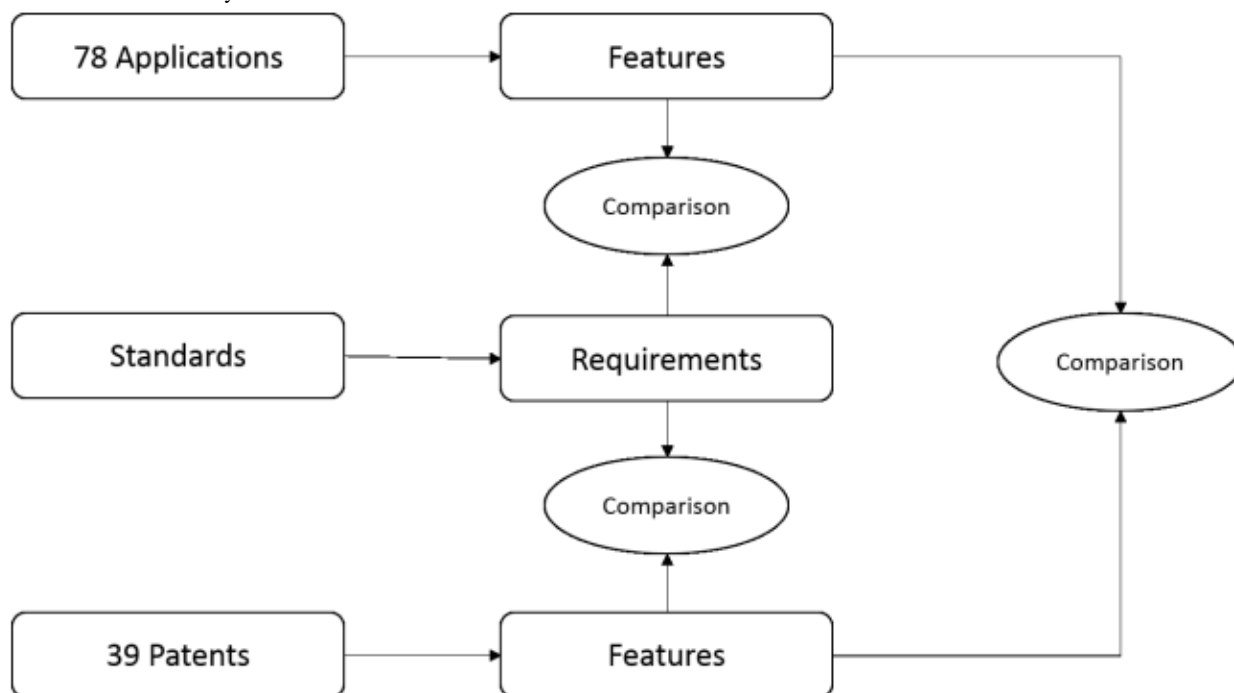 78 Applications
Features
Comparison
Standards
Requirements
Comparison
Comparison
39 Patents
Features